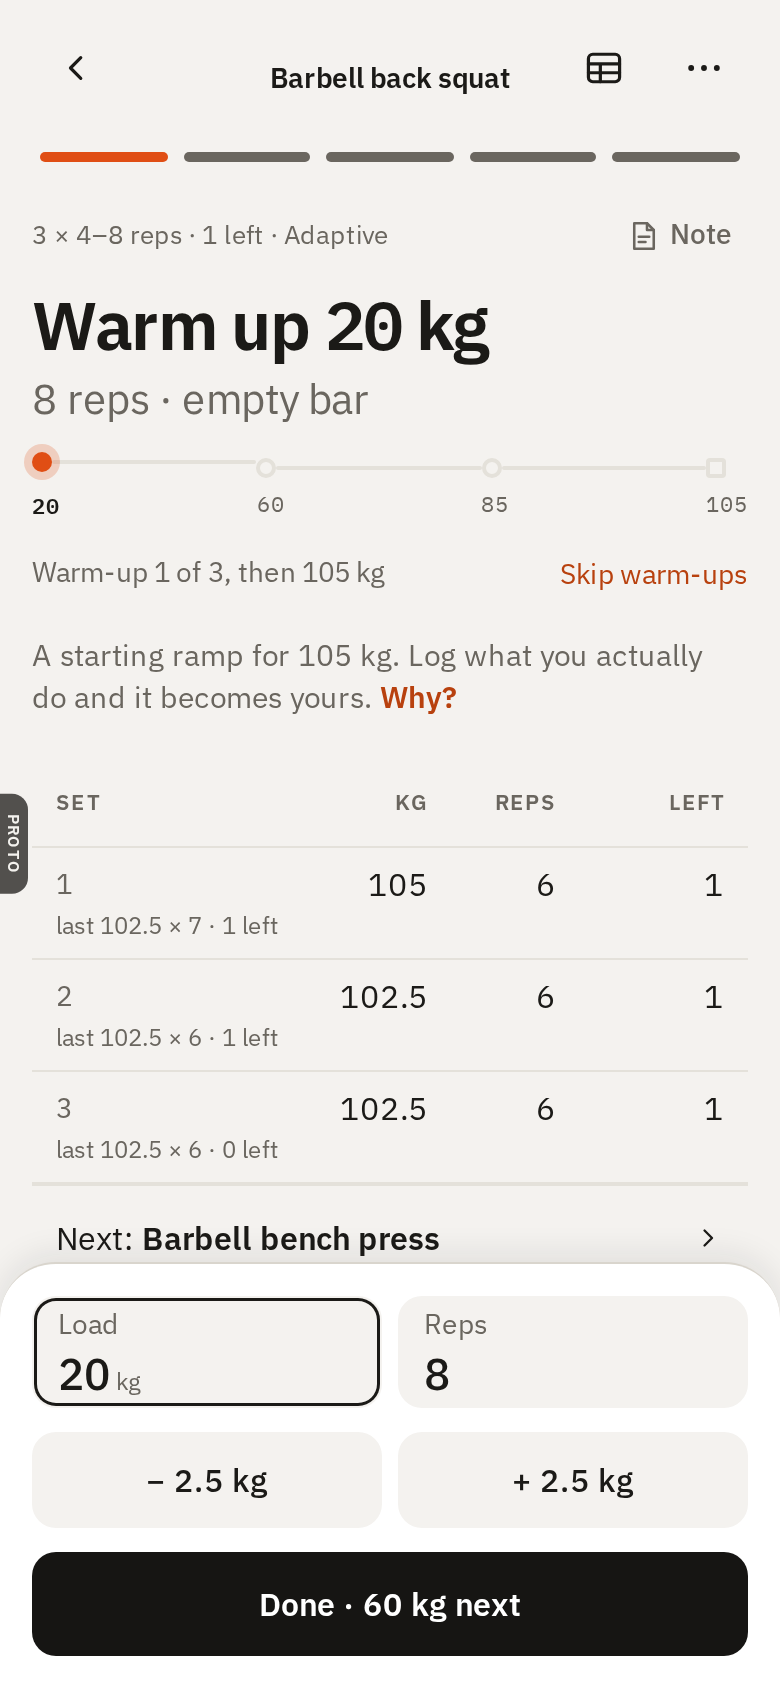 Barbell back squat
3 × 4–8 reps · 1 left · Adaptive
Note
Warm up 20 kg
8 reps · empty bar
20 60 85 105
Warm-up 1 of 3, then 105 kg
Skip warm-ups
A starting ramp for 105 kg. Log what you actually
do and it becomes yours. Why?
PROTO
SET KG REPS LEFT
1 105 6 1
last 102.5 × 7 · 1 left
2 102.5 6 1
last 102.5 × 6 · 1 left
3 102.5 6 1
last 102.5 × 6 · 0 left
Next: Barbell bench press
Load
20 kg
Reps
8
– 2.5 kg
+ 2.5 kg
Done · 60 kg next